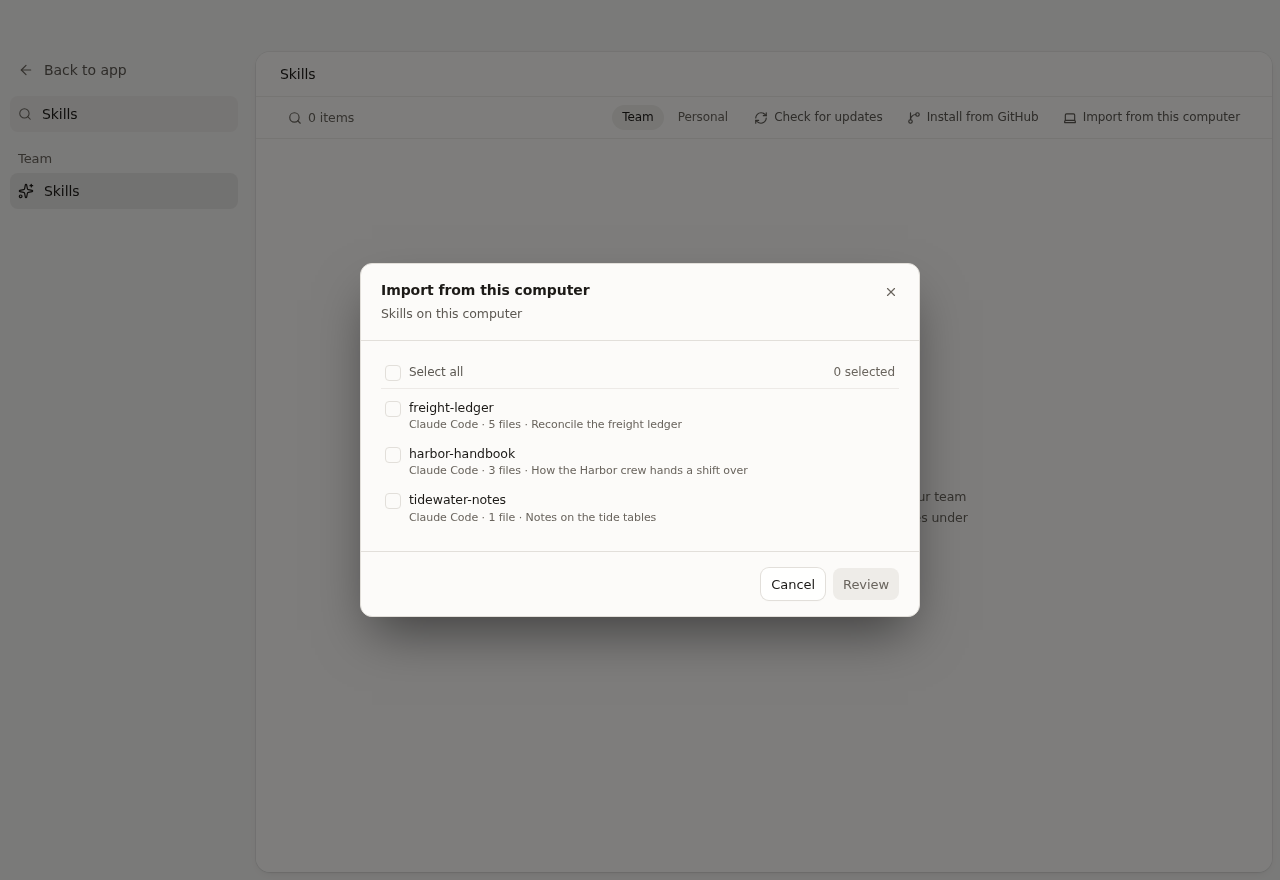 Back to app
Skills
Team
Skills
Skills
0 items
Team
Personal
Check for updates
Install from GitHub
Import from this computer
Import from this computer
Skills on this computer
Select all
0 selected
freight-ledger
Claude Code · 5 files · Reconcile the freight ledger
harbor-handbook
Claude Code · 3 files · How the Harbor crew hands a shift over
tidewater-notes
Claude Code · 1 file · Notes on the tide tables
team
under
Cancel
Review